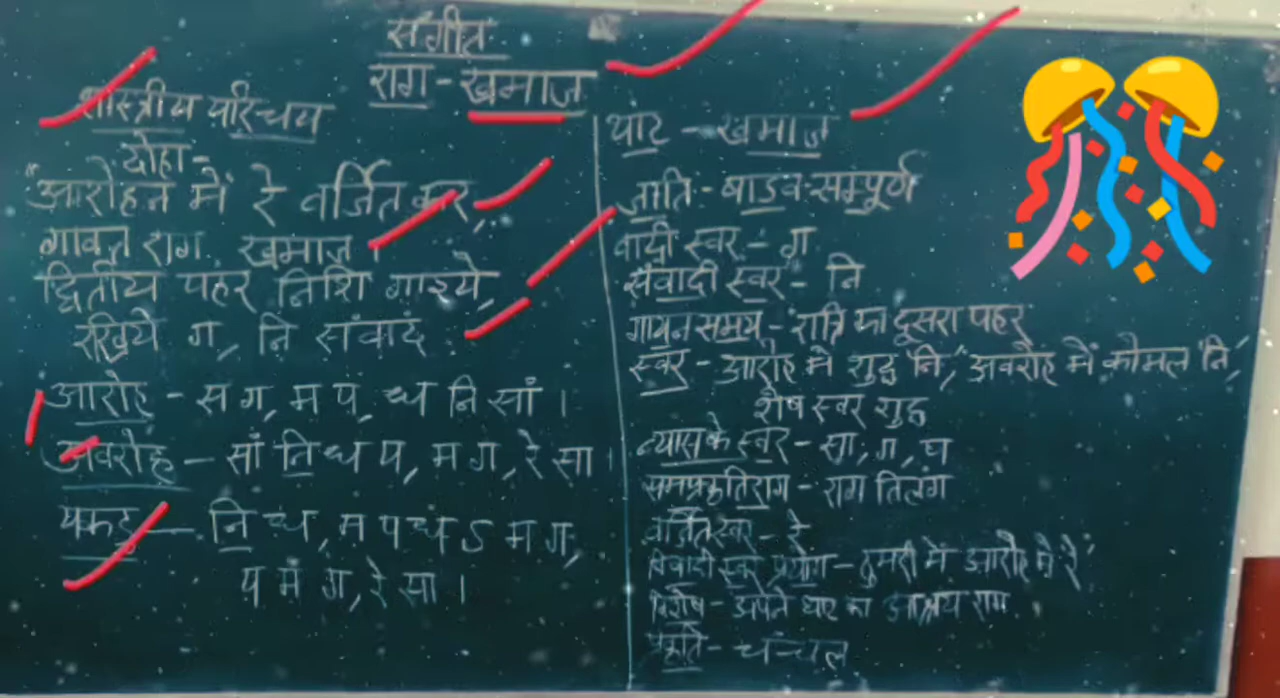 संगीत
राग - खमाज
शास्त्रीय परिचय
दोहा -
"आरोहन में रे वर्जित कर,
गावत राग खमाज ।
द्वितीय पहर निशि गाइये,
रखिये ग, नि संवाद
आरोह - स ग, म प, ध नि सां ।
अवरोह - सां नि ध प, म ग, रे सा ।
पकड़ - नि ध, म प ध ऽ म ग,
प म ग, रे सा ।
थाट - खमाज
जाति - षाडव-सम्पूर्ण
वादी स्वर - ग
संवादी स्वर - नि
गायन समय - रात्रि का दूसरा पहर
स्वर - आरोह मे शुद्ध "नि", अवरोह में कोमल "नि",
शेष स्वर शुद्ध
न्यास के स्वर - सा, ग, प
समप्रकृति राग - राग तिलंग
वर्जित स्वर - रे
विवादी स्वर प्रयोग - ठुमरी में आरोह मे रे
विशेष - अपने थाट का आश्रय राग ।
प्रकृति - चंचल